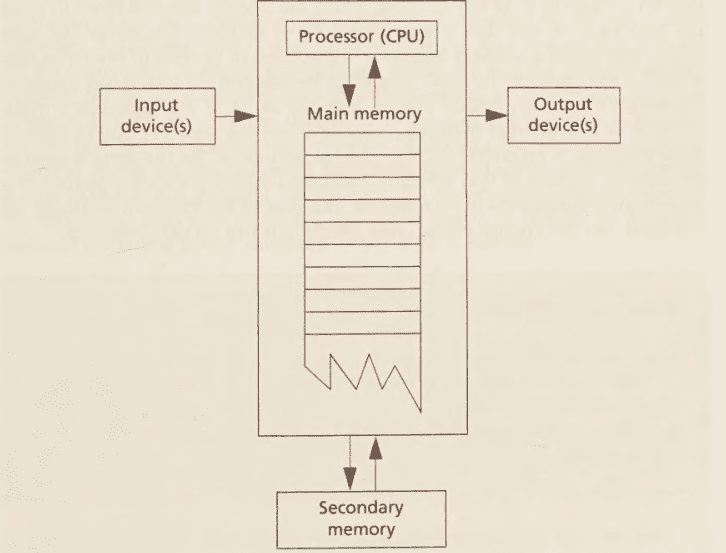 Processor (CPU)
Input
device(s)
Main memory
Output
device(s)
Secondary
memory